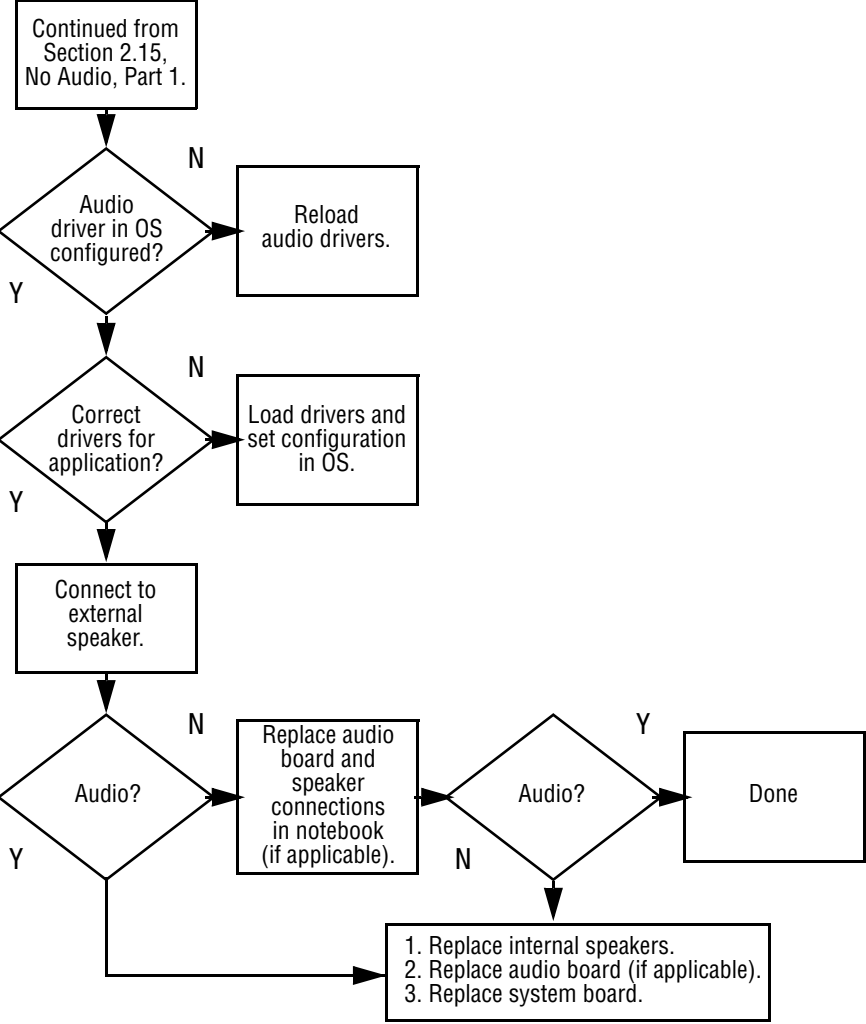 Continued from
Section 2.15,
No Audio, Part 1.
N
Audio
driver in OS
configured?
Reload
audio drivers.
Y
N
Correct
drivers for
application?
Load drivers and
set configuration
in OS.
Y
Connect to
external
speaker.
N
Audio?
Replace audio
board and
speaker
connections
in notebook
(if applicable).
Y
Audio?
Done
Y
N
1. Replace internal speakers.
2. Replace audio board (if applicable).
3. Replace system board.